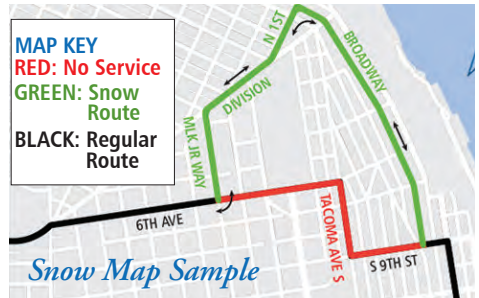 MAP KEY
RED: No Service
GREEN: Snow
Route
BLACK: Regular
Route
N 1ST
BROADWAY
DIVISION
MLK JR WAY
6TH AVE
TACOMA AVE S
S 9TH ST
Snow Map Sample